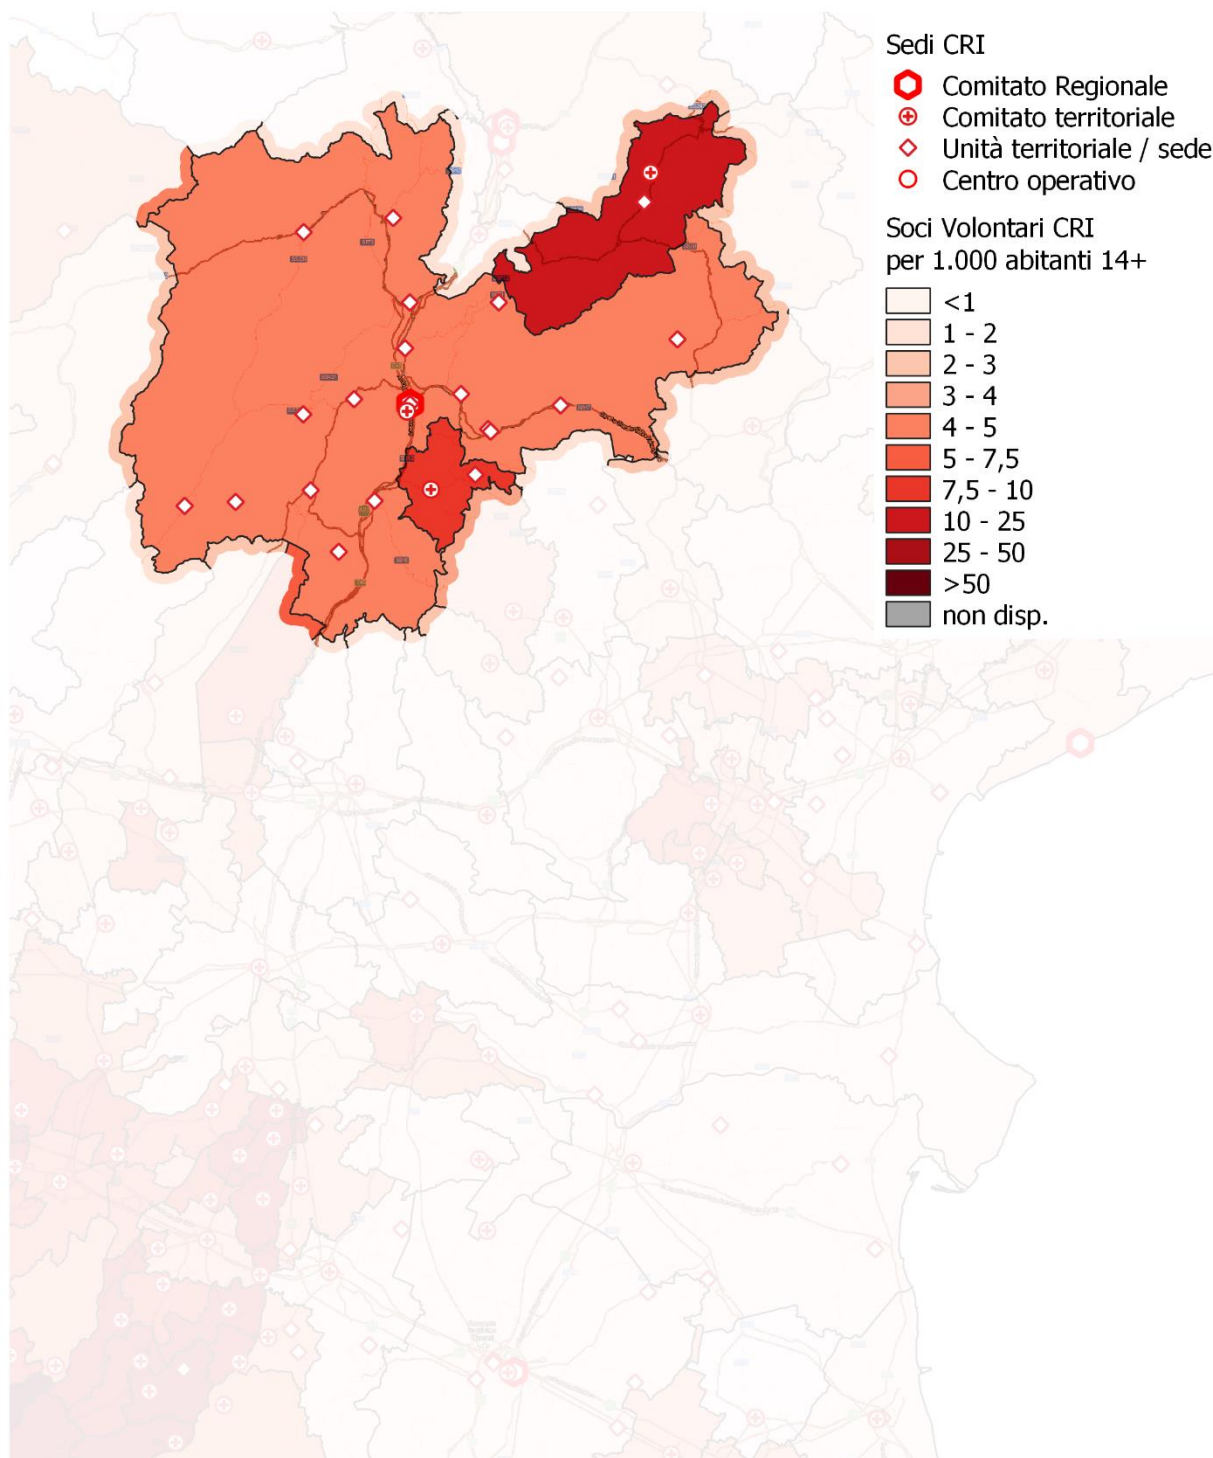 Sedi CRI
Comitato Regionale
Comitato territoriale
Unità territoriale / sede
Centro operativo
Soci Volontari CRI
per 1.000 abitanti 14+
<1
1 - 2
2 - 3
3 - 4
4 - 5
5 - 7,5
7,5 - 10
10 - 25
25 - 50
>50
non disp.